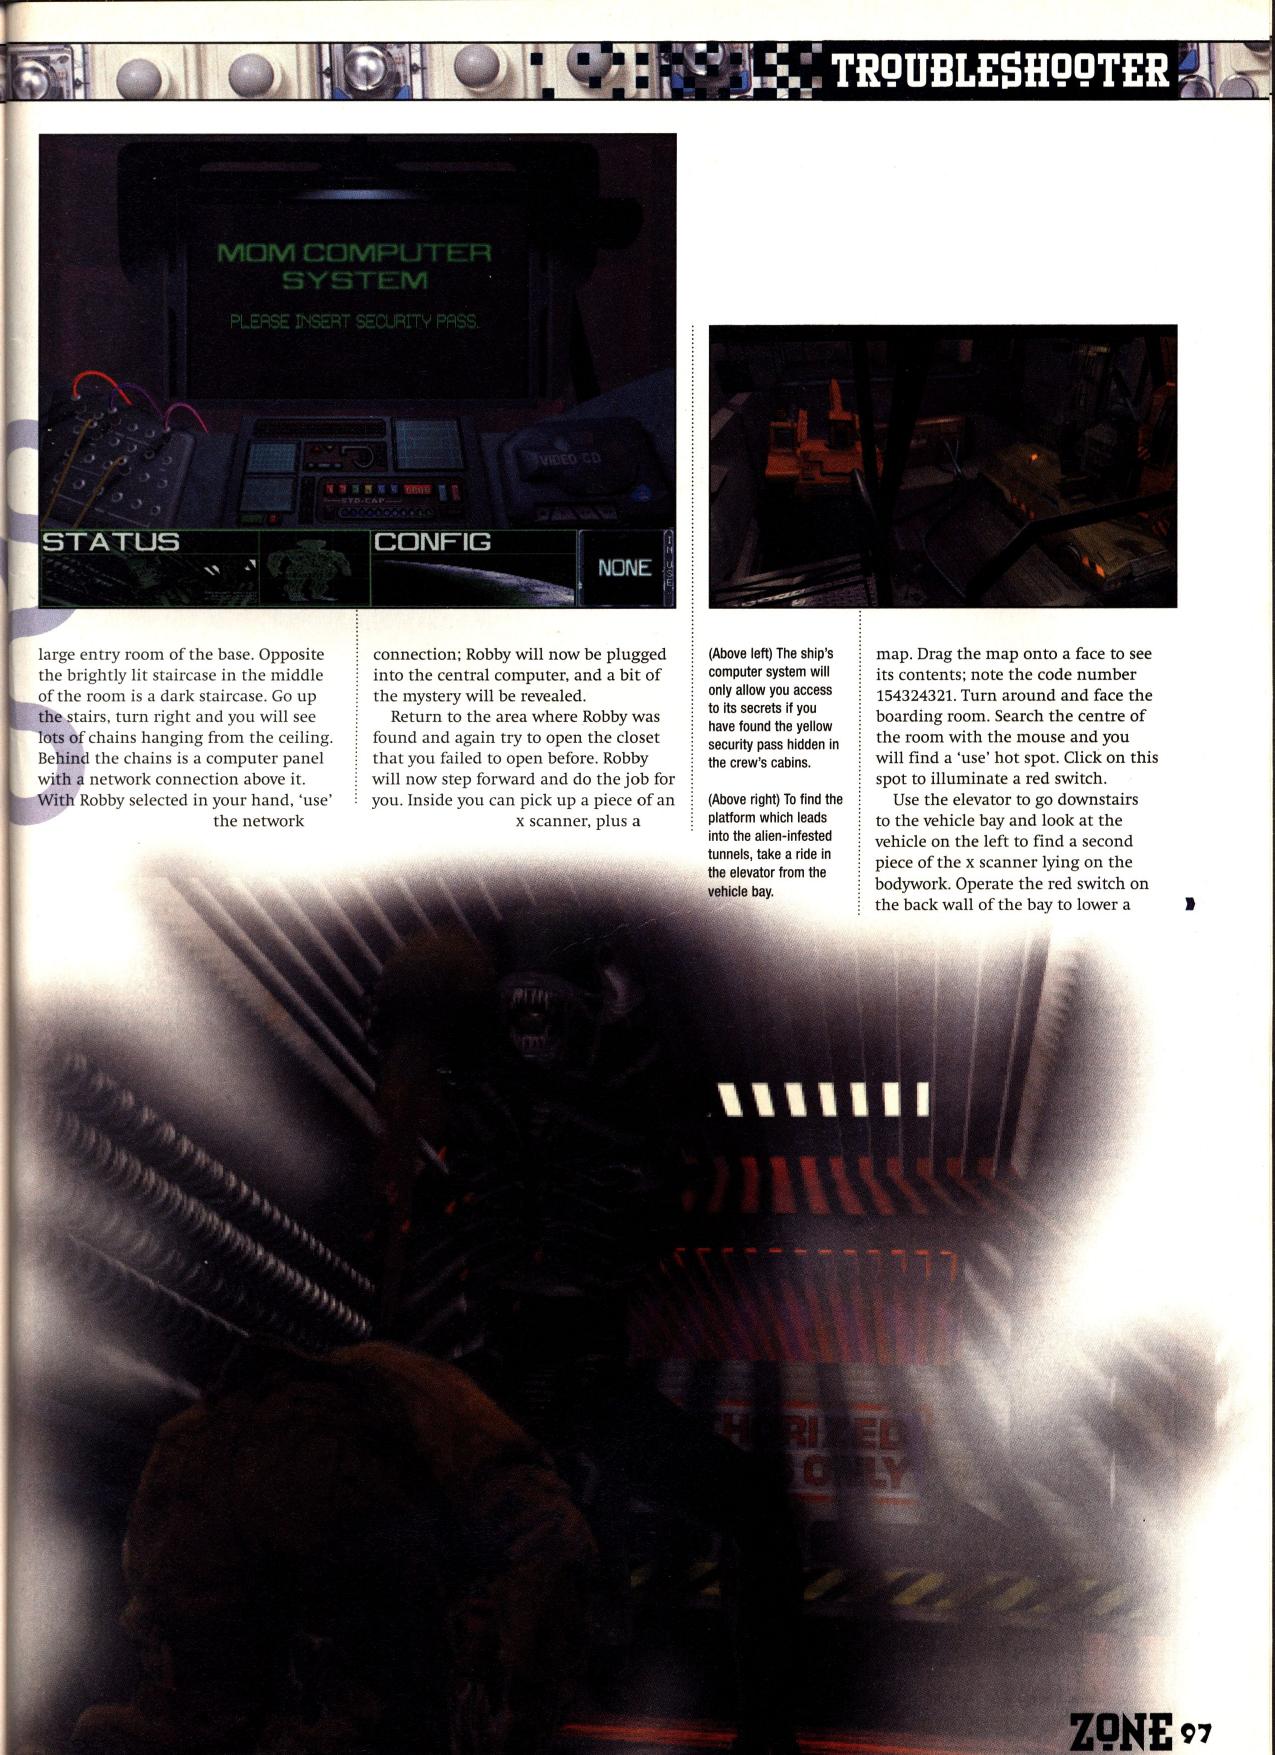 TROUBLESHOOTER
MOM COMPUTER
SYSTEM
PLEASE INSERT SECURITY PASS.
VIDEO CD
SYD-CAP
STATUS
CONFIG
NONE
IN USE
large entry room of the base. Opposite
the brightly lit staircase in the middle
of the room is a dark staircase. Go up
the stairs, turn right and you will see
lots of chains hanging from the ceiling.
Behind the chains is a computer panel
with a network connection above it.
With Robby selected in your hand, ‘use’
the network
connection; Robby will now be plugged
into the central computer, and a bit of
the mystery will be revealed.
Return to the area where Robby was
found and again try to open the closet
that you failed to open before. Robby
will now step forward and do the job for
you. Inside you can pick up a piece of an
x scanner, plus a
(Above left) The ship's
computer system will
only allow you access
to its secrets if you
have found the yellow
security pass hidden in
the crew's cabins.
(Above right) To find the
platform which leads
into the alien-infested
tunnels, take a ride in
the elevator from the
vehicle bay.
map. Drag the map onto a face to see
its contents; note the code number
154324321. Turn around and face the
boarding room. Search the centre of
the room with the mouse and you
will find a ‘use’ hot spot. Click on this
spot to illuminate a red switch.
Use the elevator to go downstairs
to the vehicle bay and look at the
vehicle on the left to find a second
piece of the x scanner lying on the
bodywork. Operate the red switch on
the back wall of the bay to lower a
HORIZED
ONLY
ZONE 97